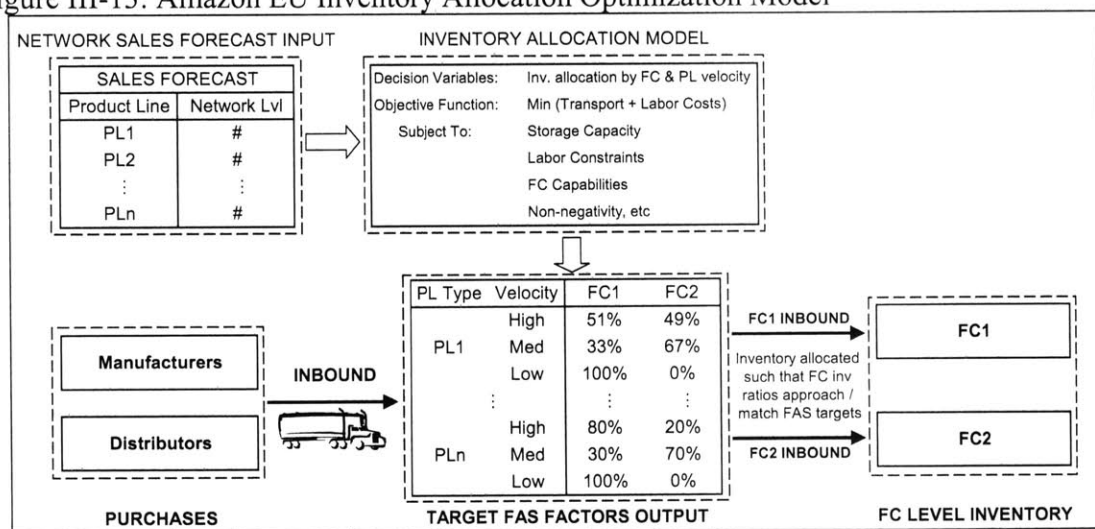 Figure III-13: Amazon EU Inventory Allocation Optimization Model
NETWORK SALES FORECAST INPUT
SALES FORECAST
Product Line Network Lvl
PL1 #
PL2 #
⋮ ⋮
PLn #
INVENTORY ALLOCATION MODEL
Decision Variables: Inv. allocation by FC & PL velocity
Objective Function: Min (Transport + Labor Costs)
Subject To: Storage Capacity
Labor Constraints
FC Capabilities
Non-negativity, etc
Manufacturers
Distributors
PURCHASES
INBOUND
PL Type Velocity FC1 FC2
High 51% 49%
PL1 Med 33% 67%
Low 100% 0%
⋮ ⋮ ⋮
High 80% 20%
PLn Med 30% 70%
Low 100% 0%
TARGET FAS FACTORS OUTPUT
FC1 INBOUND
Inventory allocated
such that FC inv
ratios approach /
match FAS targets
FC2 INBOUND
FC1
FC2
FC LEVEL INVENTORY